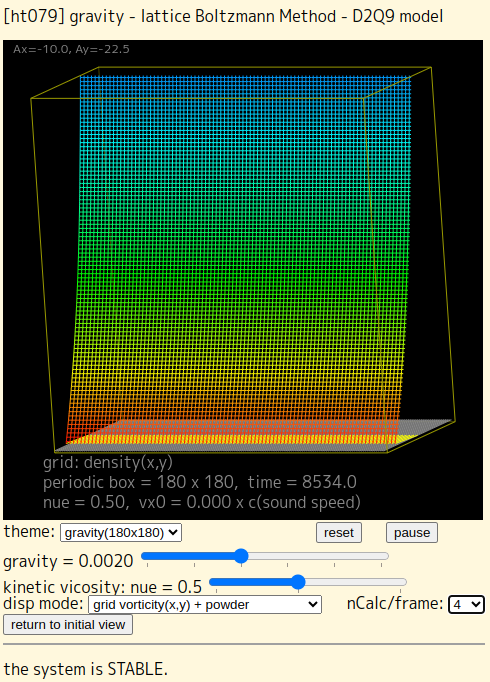 [ht079] gravity - lattice Boltzmann Method - D2Q9 model
Ax=-10.0, Ay=-22.5
grid: density(x,y)
periodic box = 180 x 180, time = 8534.0
nue = 0.50, vx0 = 0.000 x c(sound speed)
theme: gravity(180x180) reset pause
gravity = 0.0020
kinetic vicosity: nue = 0.5
disp mode: grid vorticity(x,y) + powder nCalc/frame: 4
return to initial view
the system is STABLE.